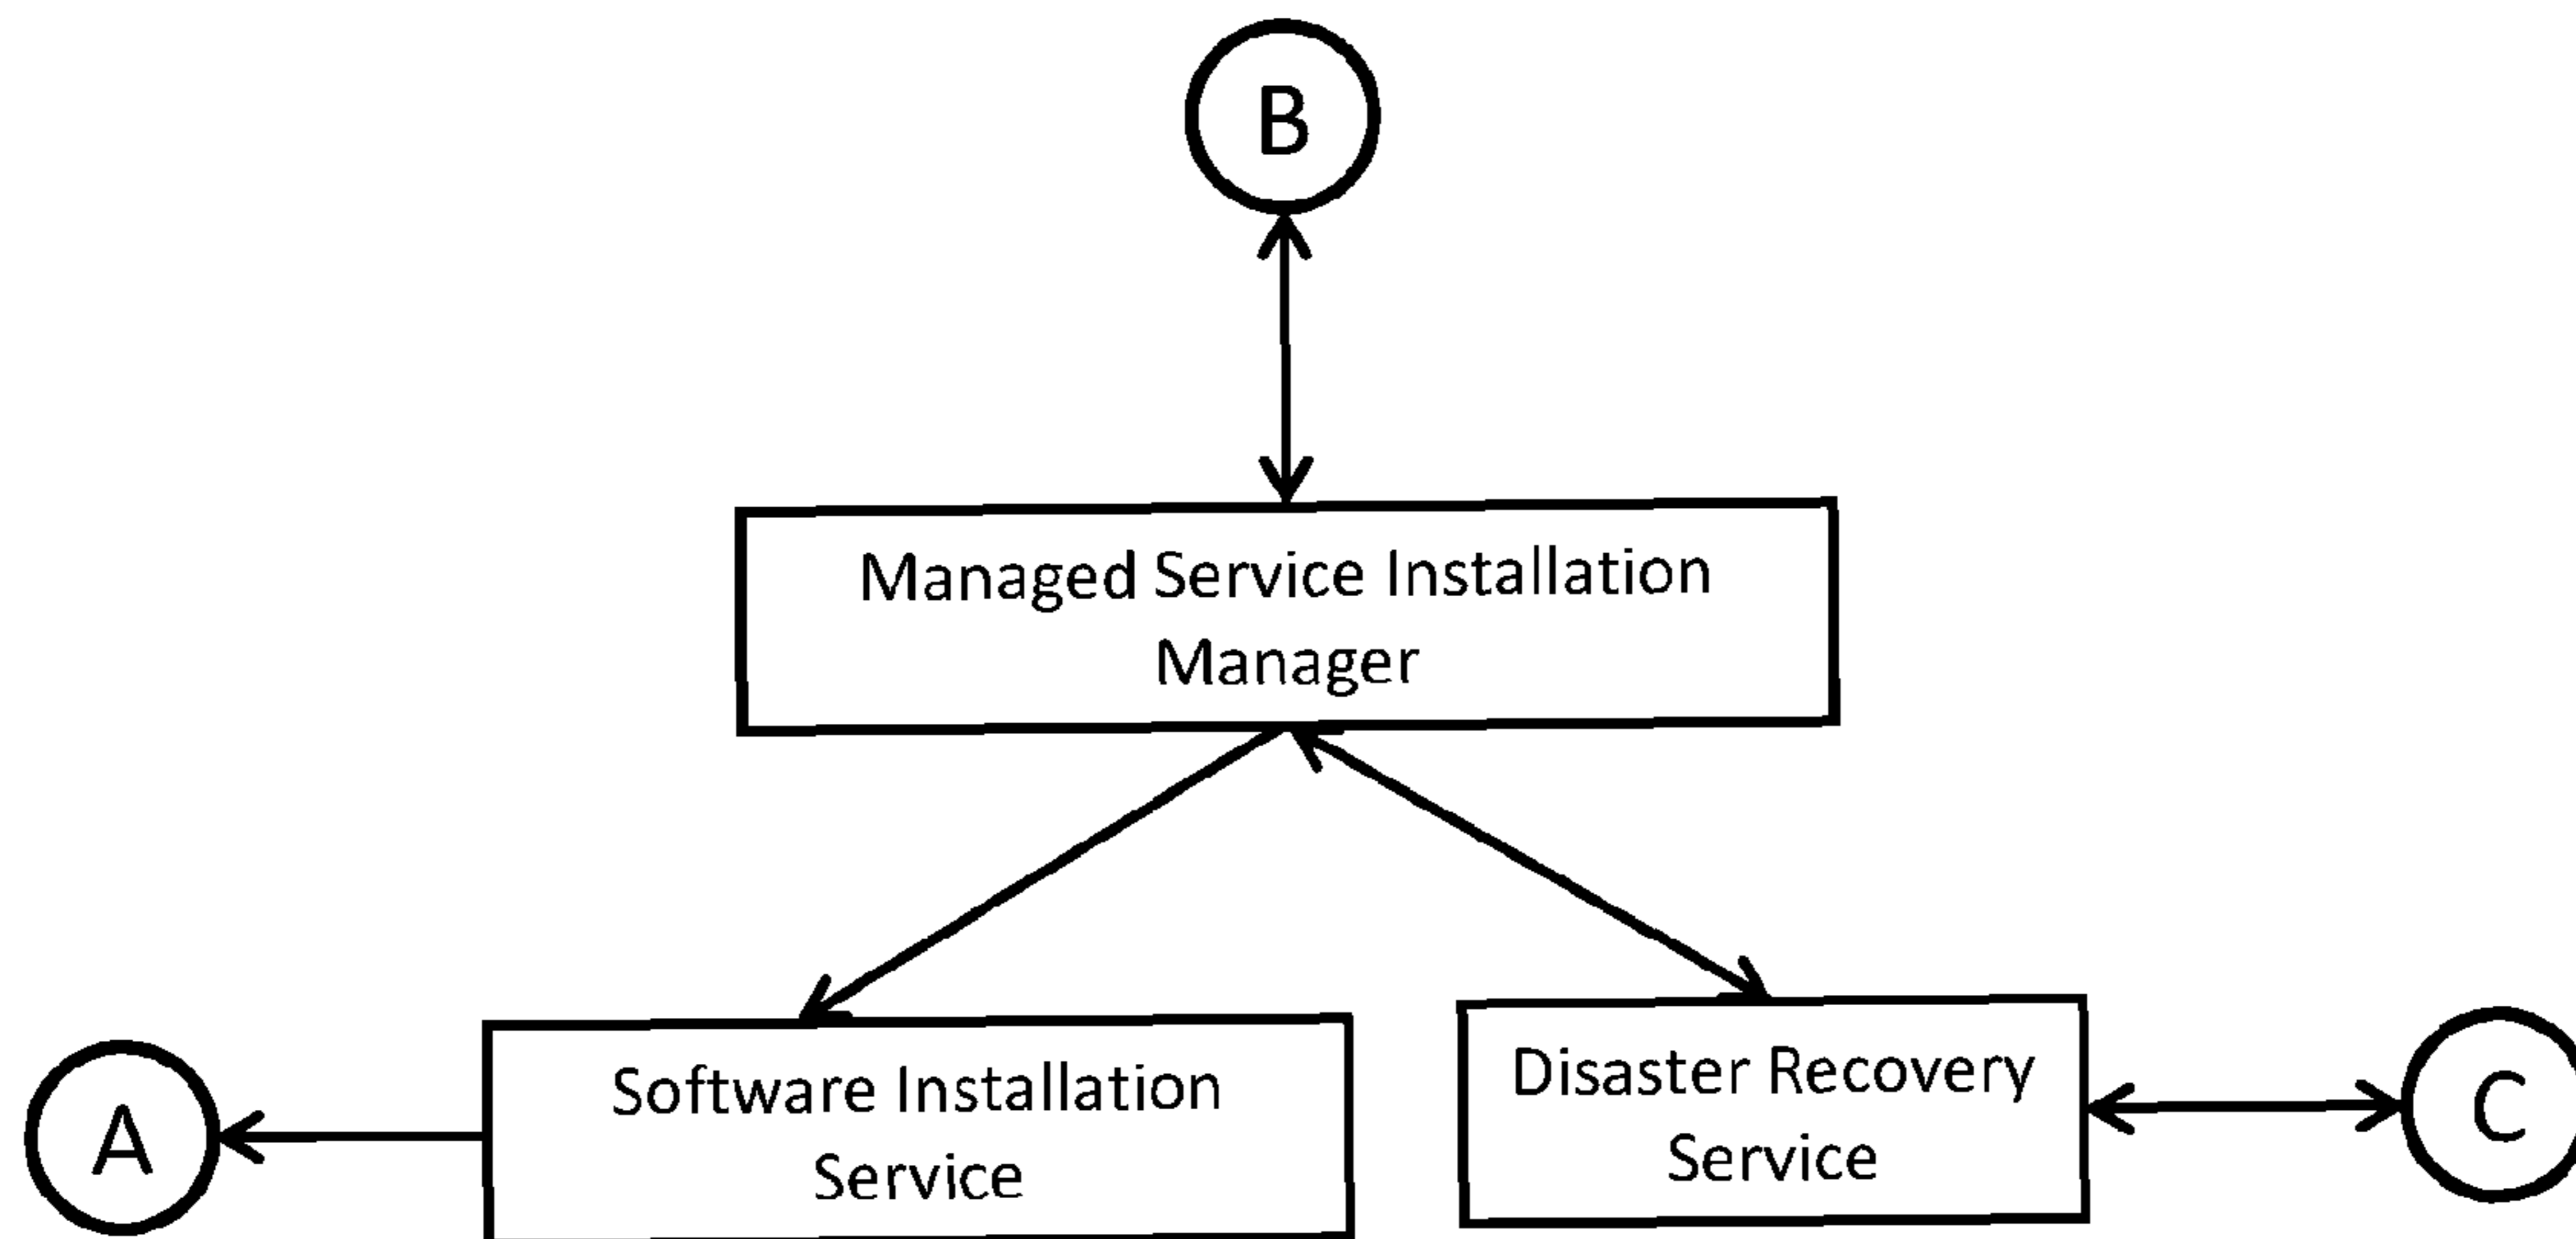 B
Managed Service Installation
Manager
Software Installation
Service
Disaster Recovery
Service
A
C